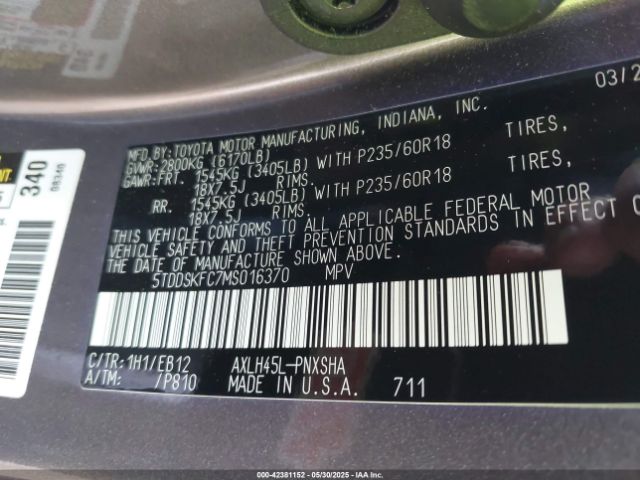 03/2
MFD.BY:TOYOTA MOTOR MANUFACTURING, INDIANA, INC.
GVWR:2800KG (6170LB)
GAWR:FRT. 1545KG (3405LB) WITH P235/60R18 TIRES,
18X7.5J RIMS.
RR. 1545KG (3405LB) WITH P235/60R18 TIRES,
18X7.5J RIMS.
THIS VEHICLE CONFORMS TO ALL APPLICABLE FEDERAL MOTOR
VEHICLE SAFETY AND THEFT PREVENTION STANDARDS IN EFFECT O
DATE OF MANUFACTURE SHOWN ABOVE.
5TDDSKFC7MS016370 MPV
C/TR:1H1/EB12 AXLH45L-PNXSHA
A/TM: /P810 MADE IN U.S.A. 711
340
08340
000-42381152 — 05/30/2025 — IAAI, Inc.